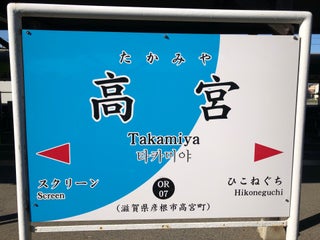 たかみや
高宮
Takamiya
타카미야
スクリーン
Screen
OR
07
ひこねぐち
Hikoneguchi
(滋賀県彦根市高宮町)